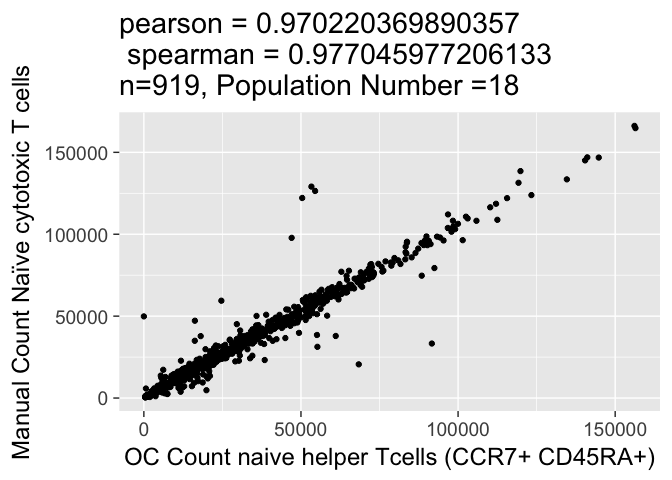 pearson = 0.970220369890357
spearman = 0.977045977206133
n=919, Population Number =18
Manual Count Naïve cytotoxic T cells
150000
100000
50000
0
0
50000
100000
150000
OC Count naive helper Tcells (CCR7+ CD45RA+)